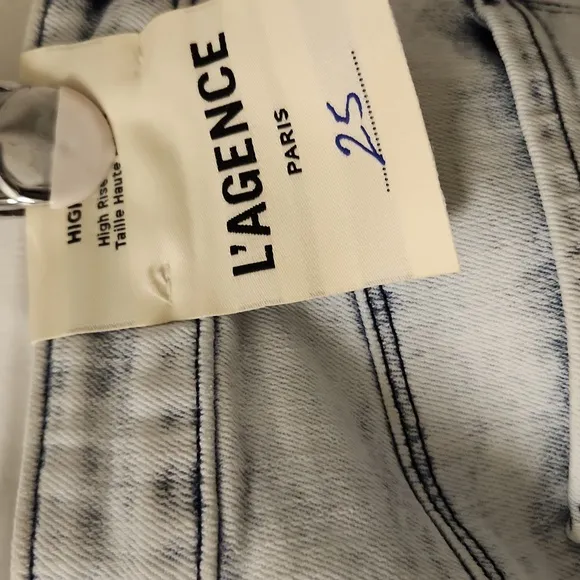 L'AGENCE
PARIS
25
High Rise
Taille Haute